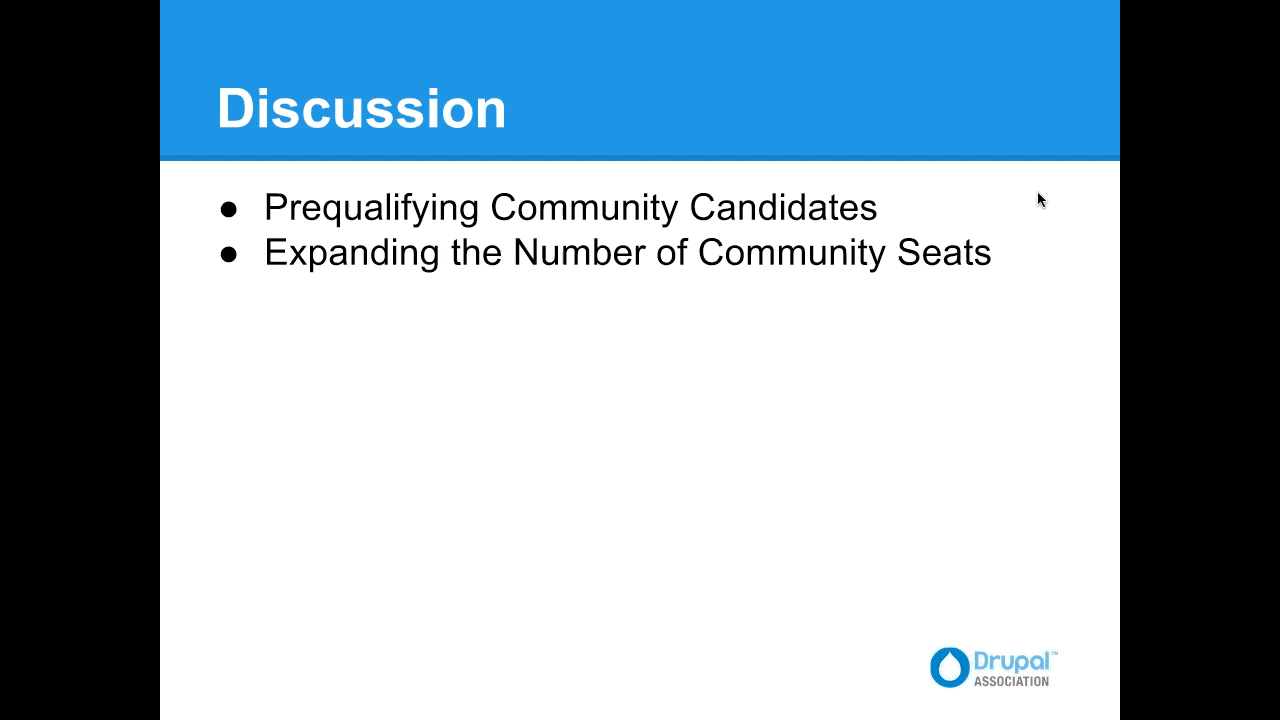 Discussion
● Prequalifying Community Candidates
● Expanding the Number of Community Seats
Drupal™
ASSOCIATION